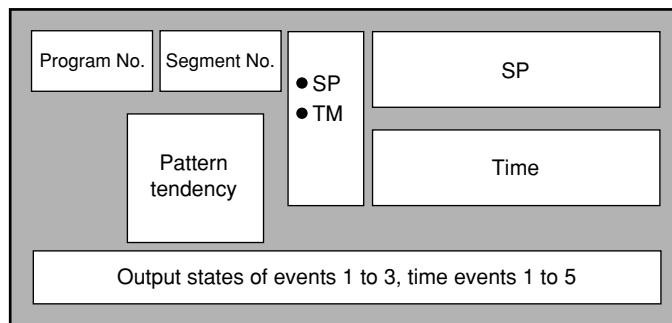 Program No.
Segment No.
● SP
● TM
SP
Time
Pattern
tendency
Output states of events 1 to 3, time events 1 to 5